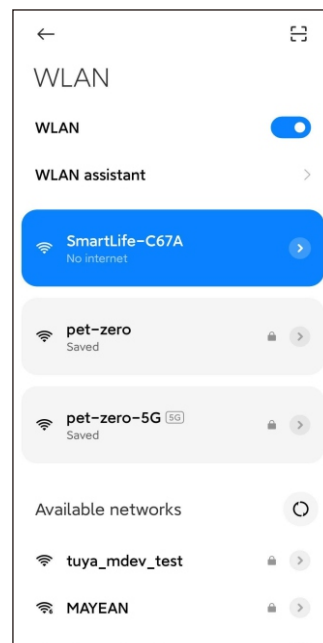 WLAN
WLAN
WLAN assistant
SmartLife-C67A
No internet
pet-zero
Saved
pet-zero-5G 5G
Saved
Available networks
tuya_mdev_test
MAYEAN